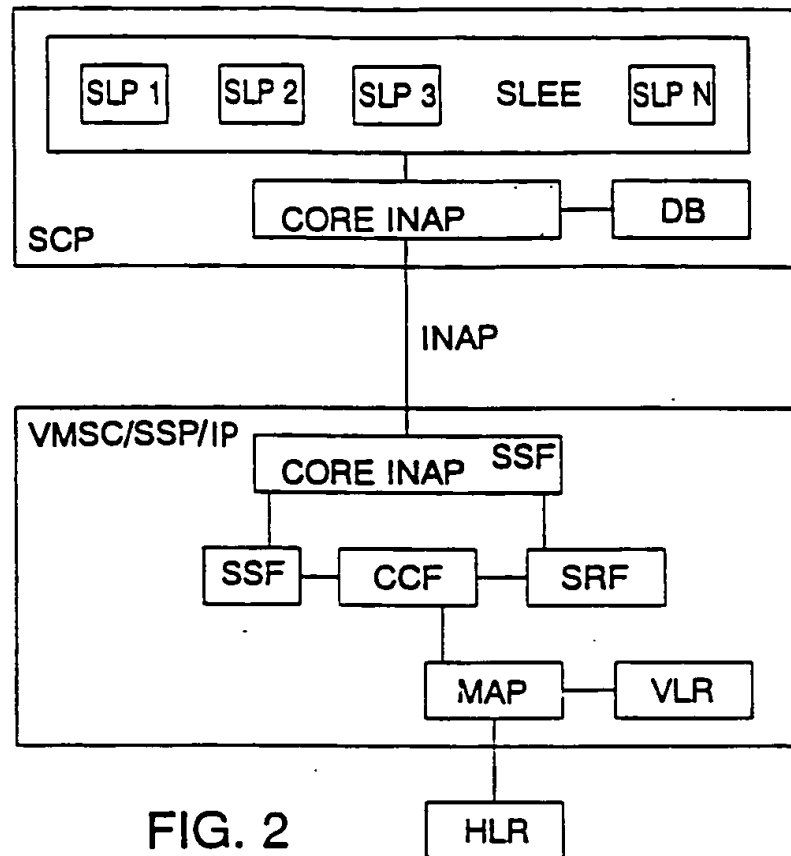 SLP 1 SLP 2 SLP 3 SLEE SLP N
CORE INAP DB
SCP
INAP
VMSC/SSP/IP
SSF
CORE INAP
SSF CCF SRF
MAP VLR
FIG. 2 HLR